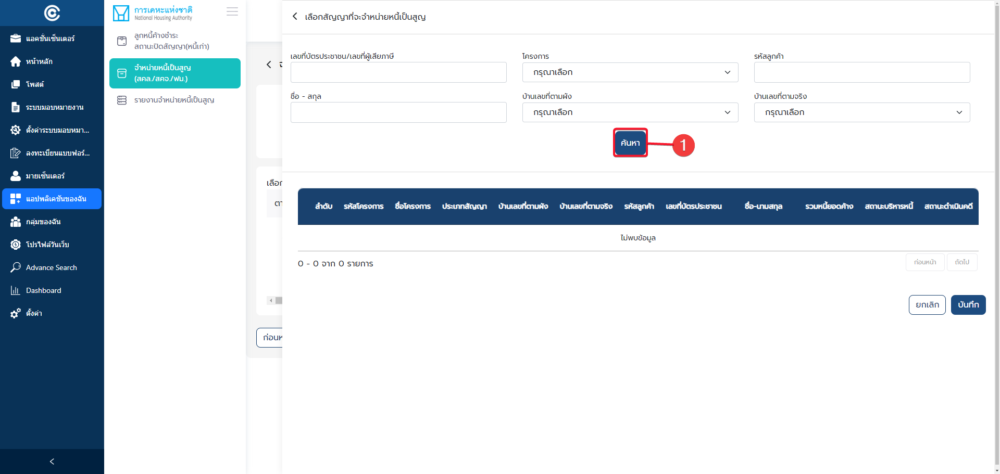 แอคชั่นเซ็นเตอร์
หน้าหลัก
โพสต์
ระบบมอบหมายงาน
ตั้งค่าระบบมอบหมา...
ลงทะเบียนแบบฟอร์...
มายเซ็นเตอร์
แอปพลิเคชันของฉัน
กลุ่มของฉัน
โปรไฟล์วันเว็บ
Advance Search
Dashboard
ตั้งค่า
การเคหะแห่งชาติ
National Housing Authority
ลูกหนี้ค้างชำระ
สถานะปิดสัญญา(หนี้เก่า)
จำหน่ายหนี้เป็นสูญ
(สคล./สคจ./ฟม.)
รายงานจำหน่ายหนี้เป็นสูญ
เลือก
ตา
ก่อนห
เลือกสัญญาที่จะจำหน่ายหนี้เป็นสูญ
เลขที่บัตรประชาชน/เลขที่ผู้เสียภาษี
โครงการ
รหัสลูกค้า
กรุณาเลือก
ชื่อ - สกุล
บ้านเลขที่ตามผัง
บ้านเลขที่ตามจริง
กรุณาเลือก
กรุณาเลือก
ค้นหา
1
ลำดับ รหัสโครงการ ชื่อโครงการ ประเภทสัญญา บ้านเลขที่ตามผัง บ้านเลขที่ตามจริง รหัสลูกค้า เลขที่บัตรประชาชน ชื่อ-นามสกุล รวมหนี้ยอดค้าง สถานะบริหารหนี้ สถานะดำเนินคดี
ไม่พบข้อมูล
0 - 0 จาก 0 รายการ
ก่อนหน้า
ถัดไป
ยกเลิก
บันทึก